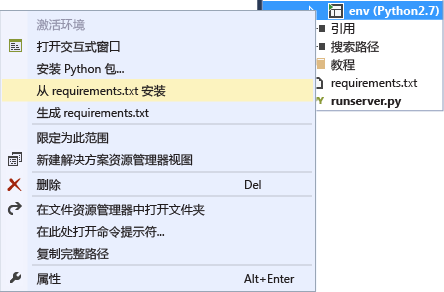 激活环境
打开交互式窗口
安装 Python 包...
从 requirements.txt 安装
生成 requirements.txt
限定为此范围
新建解决方案资源管理器视图
删除 Del
在文件资源管理器中打开文件夹
在此处打开命令提示符...
复制完整路径
属性 Alt+Enter
env (Python2.7)
引用
搜索路径
教程
requirements.txt
runserver.py